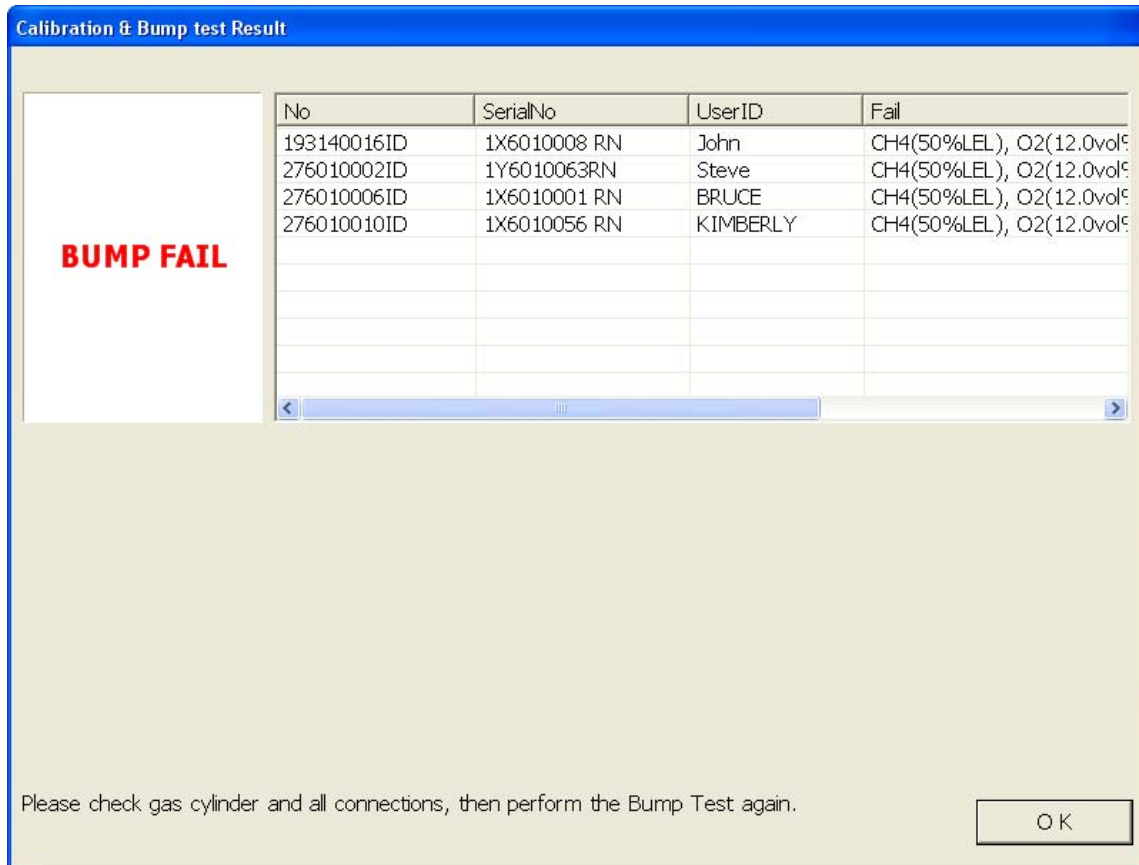 Calibration & Bump test Result
No SerialNo UserID Fail
193140016ID 1X6010008 RN John CH4(50%LEL), O2(12.0vol%
276010002ID 1Y6010063RN Steve CH4(50%LEL), O2(12.0vol%
276010006ID 1X6010001 RN BRUCE CH4(50%LEL), O2(12.0vol%
276010010ID 1X6010056 RN KIMBERLY CH4(50%LEL), O2(12.0vol%
BUMP FAIL
Please check gas cylinder and all connections, then perform the Bump Test again.
OK